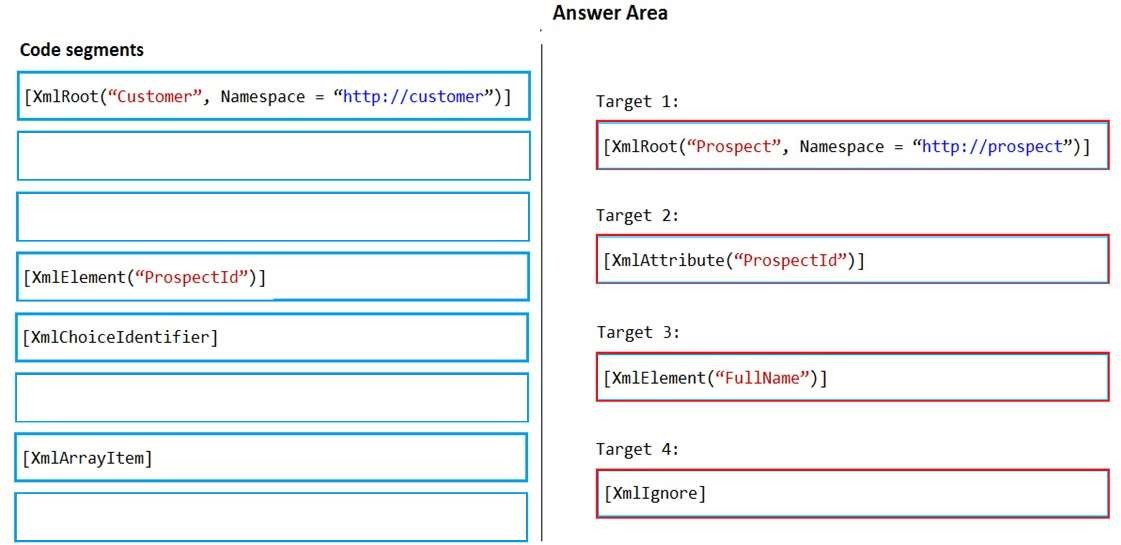 Answer Area
Code segments
[XmlRoot(“Customer”, Namespace = “http://customer”)]
[XmlElement(“ProspectId”)]
[XmlChoiceIdentifier]
[XmlArrayItem]
Target 1:
[XmlRoot(“Prospect”, Namespace = “http://prospect”)]
Target 2:
[XmlAttribute(“ProspectId”)]
Target 3:
[XmlElement(“FullName”)]
Target 4:
[XmlIgnore]